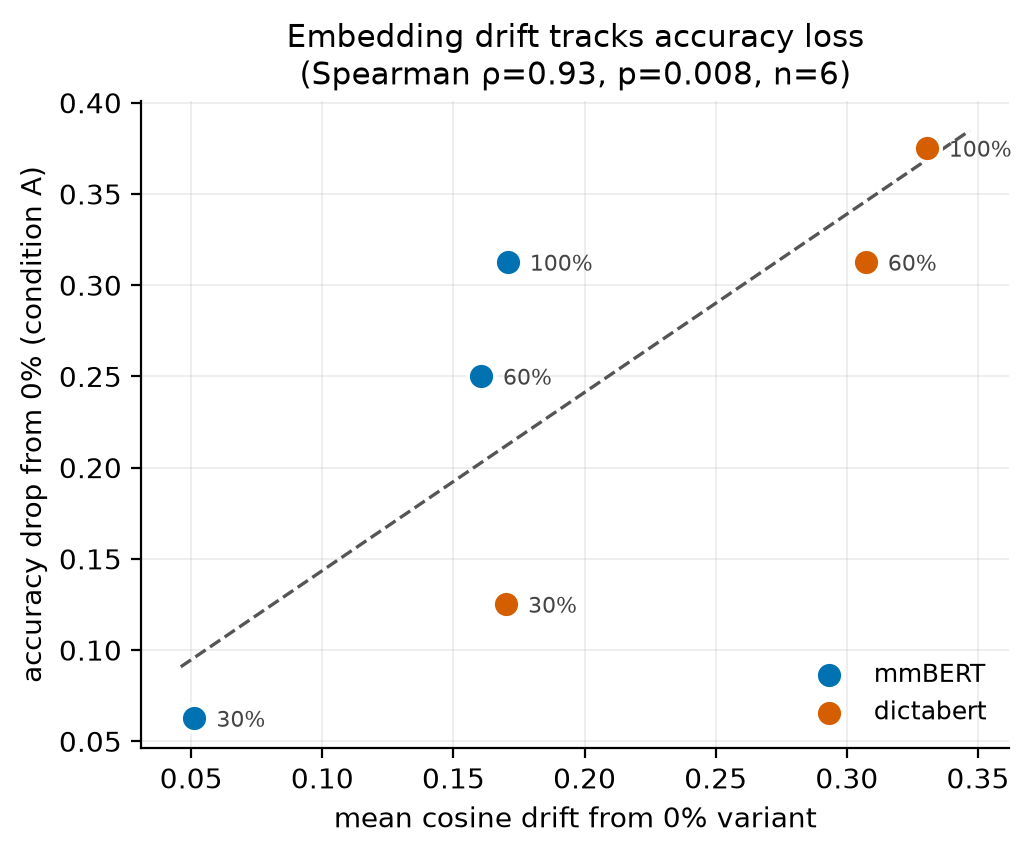 Embedding drift tracks accuracy loss
(Spearman ρ=0.93, p=0.008, n=6)
accuracy drop from 0% (condition A)
0.40
0.35
0.30
0.25
0.20
0.15
0.10
0.05
100%
100%
60%
60%
30%
30%
mmBERT
dictabert
0.05 0.10 0.15 0.20 0.25 0.30 0.35
mean cosine drift from 0% variant